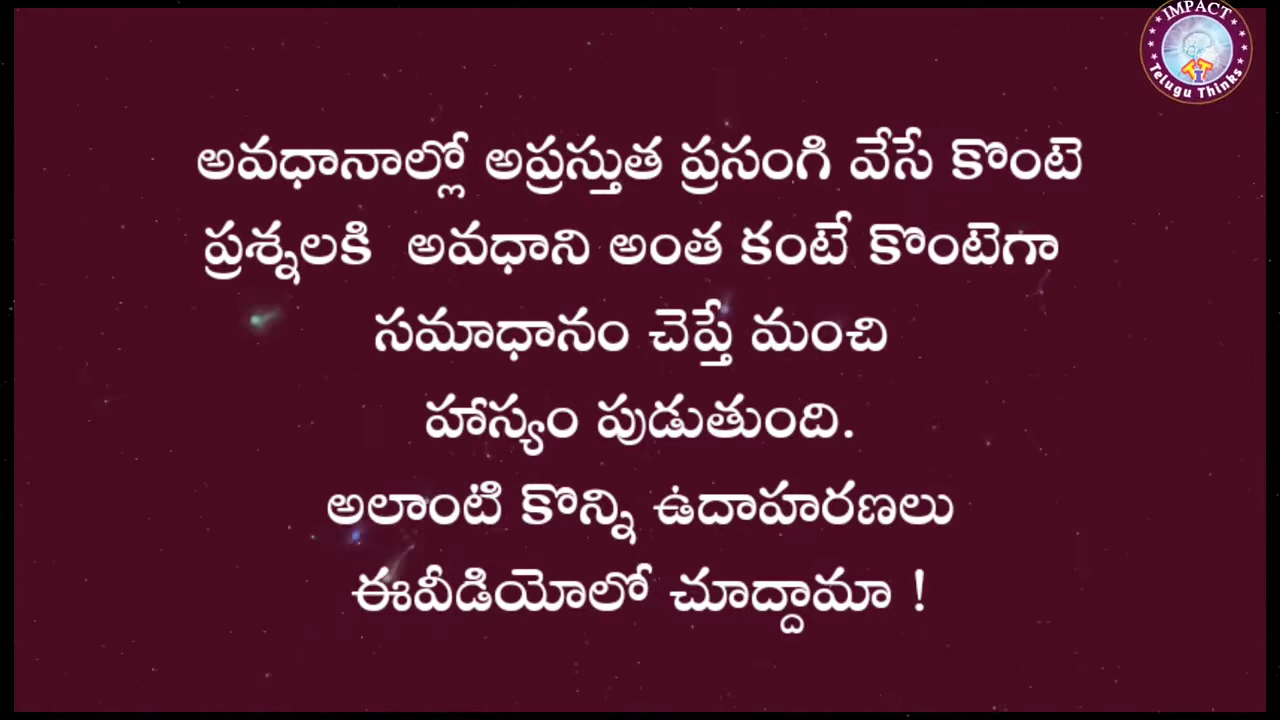 IMPACT
Telugu Thinks
అవధానాల్లో అప్రస్తుత ప్రసంగి వేసే కొంటె
ప్రశ్నలకి అవధాని అంత కంటే కొంటెగా
సమాధానం చెప్తే మంచి
హాస్యం పుడుతుంది.
అలాంటి కొన్ని ఉదాహరణలు
ఈవీడియోలో చూద్దామా !